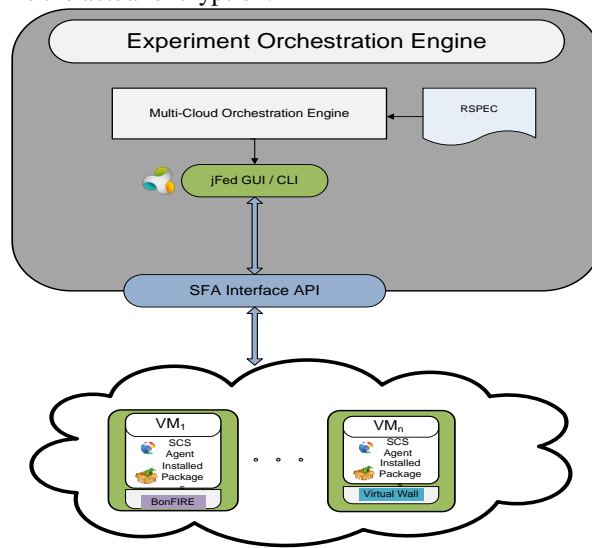 Experiment Orchestration Engine
Multi-Cloud Orchestration Engine
RSPEC
jFed GUI / CLI
SFA Interface API
VM1
SCS
Agent
Installed
Package
BonFIRE
VMn
SCS
Agent
Installed
Package
Virtual Wall